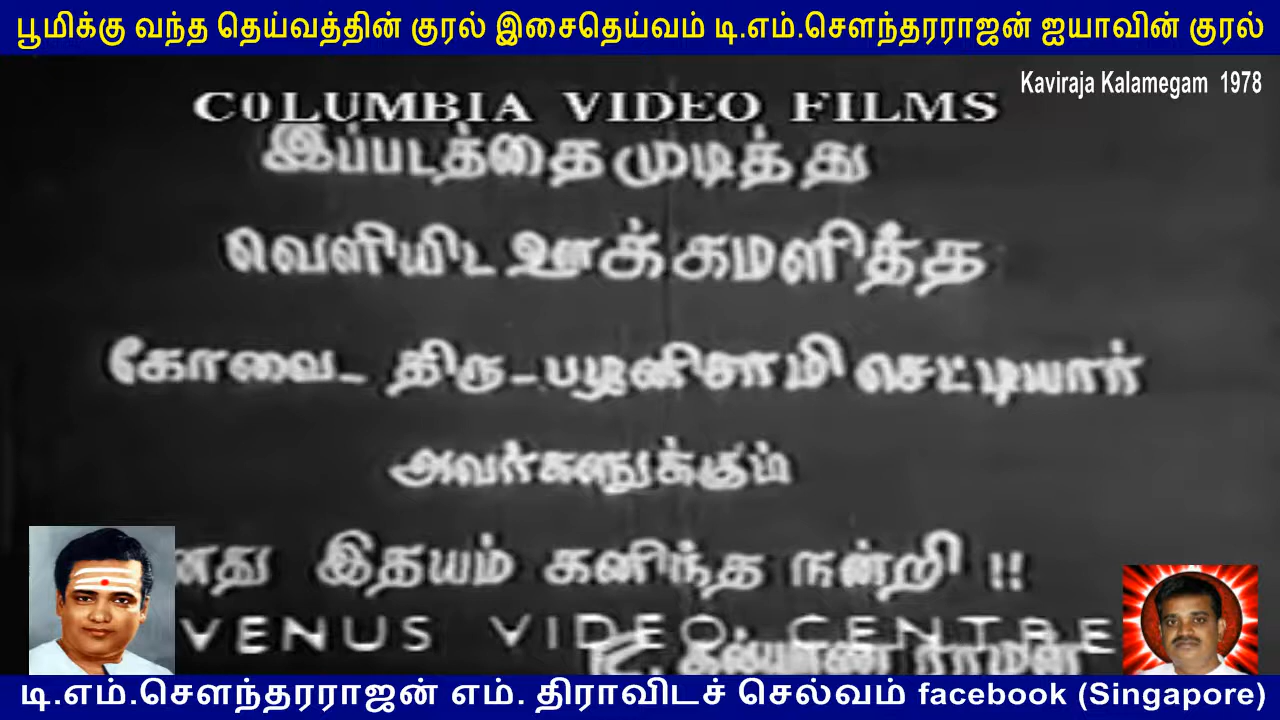 பூமிக்கு வந்த தெய்வத்தின் குரல் இசைதெய்வம் டி.எம்.சௌந்தரராஜன் ஐயாவின் குரல்
Kaviraja Kalamegam 1978
COLUMBIA VIDEO FILMS
இப்படத்தை முடித்து
வெளியிட ஊக்கமளித்த
கோவை- திரு-பழனிசாமி செட்டியார்
அவர்களுக்கும்
னது இதயம் கனிந்த நன்றி !!
VENUS VIDEO CENTRE
டி.எம்.சௌந்தரராஜன் எம். திராவிடச் செல்வம் facebook (Singapore)